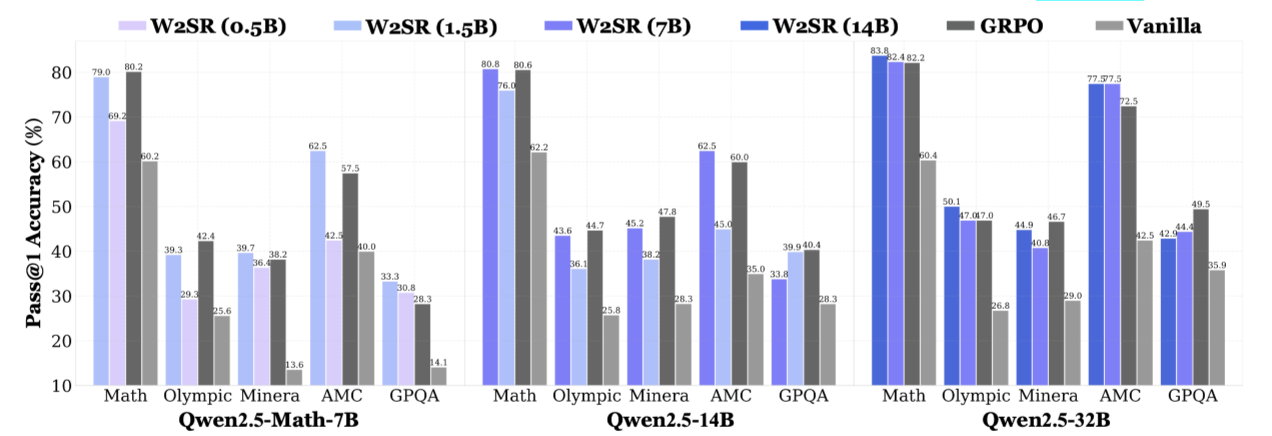 W2SR (0.5B) W2SR (1.5B) W2SR (7B) W2SR (14B) GRPO Vanilla
Pass@1 Accuracy (%)
80
70
60
50
40
30
20
10
79.0 69.2 80.2 60.2
39.3 29.3 42.4 25.6
39.7 36.4 38.2 13.6
62.5 42.5 57.5 40.0
33.3 30.8 28.3 14.1
80.8 76.0 80.6 62.2
43.6 36.1 44.7 25.8
45.2 38.2 47.8 28.3
62.5 45.0 60.0 35.0
33.8 39.9 40.4 28.3
83.8 82.4 82.2 60.4
50.1 47.0 47.0 26.8
44.9 40.8 46.7 29.0
77.5 77.5 72.5 42.5
42.9 44.4 49.5 35.9
Math Olympic Minera AMC GPQA Math Olympic Minera AMC GPQA Math Olympic Minera AMC GPQA
Qwen2.5-Math-7B Qwen2.5-14B Qwen2.5-32B